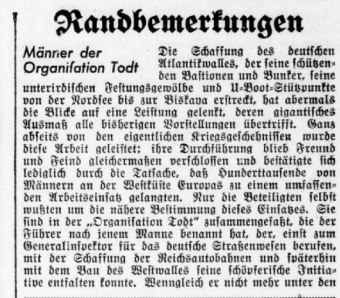 Randbemerkungen
Männer der
Organisation Todt
Die Schaffung des deutschen
Atlantikwalles, der seine schützen-
den Bastionen und Bunker, seine
unterirdischen Festungsgewölbe und U-Boot-Stützpunkte
von der Nordsee bis zur Biskaya erstreckt, hat abermals
die Blicke auf eine Leistung gelenkt, deren gigantisches
Ausmaß alle bisherigen Vorstellungen übertrifft. Ganz
abseits von den eigentlichen Kriegsgeschehnissen wurde
diese Arbeit geleistet; ihre Durchführung blieb Freund
und Feind gleichermaßen verschlossen und bestätigte sich
lediglich durch die Tatsache, daß Hunderttausende von
Männern an der Westküste Europas zu einem umfassen-
den Arbeitseinsatz gelangten. Nur die Beteiligten selbst
wußten um die nähere Bestimmung dieses Einsatzes. Sie
sind in der „Organisation Todt" zusammengefaßt, die der
Führer nach jenem Manne benannt hat, der, einst zum
Generalinspektor für das deutsche Straßenwesen berufen,
mit der Schaffung der Reichsautobahnen und späterhin
mit dem Bau des Westwalles seine schöpferische Initia-
tive entfalten konnte. Wenngleich er nicht mehr unter den